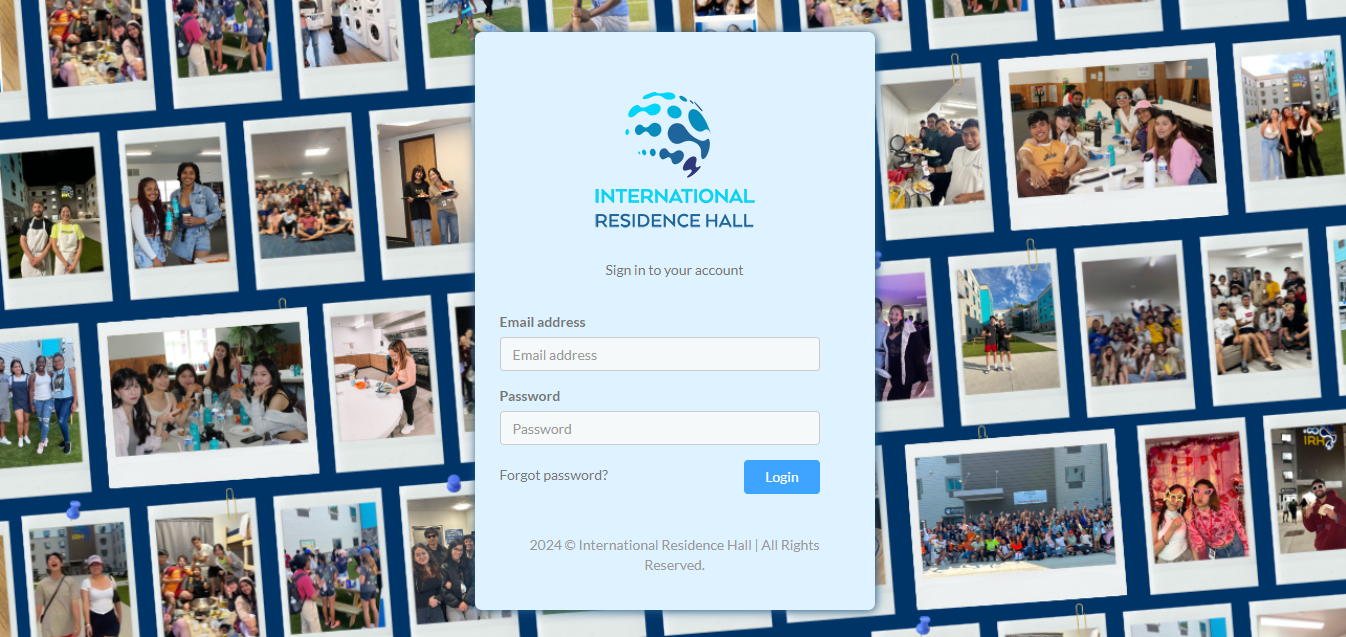 INTERNATIONAL
RESIDENCE HALL
Sign in to your account
Email address
Email address
Password
Password
Forgot password?
Login
2024 © International Residence Hall | All Rights
Reserved.
IRH